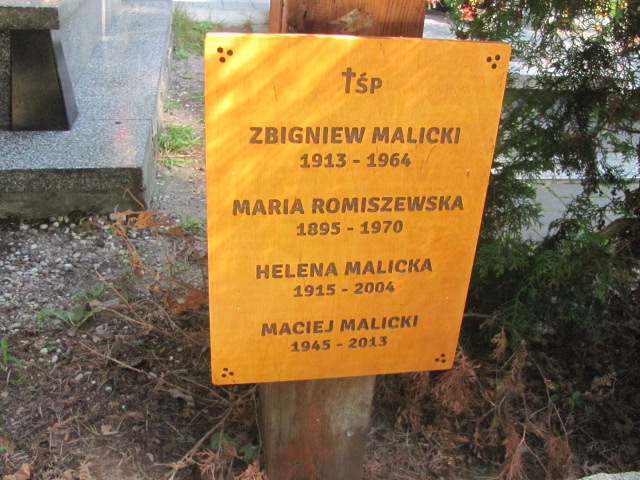 †ŚP
ZBIGNIEW MALICKI
1913 - 1964
MARIA ROMISZEWSKA
1895 - 1970
HELENA MALICKA
1915 - 2004
MACIEJ MALICKI
1945 - 2013